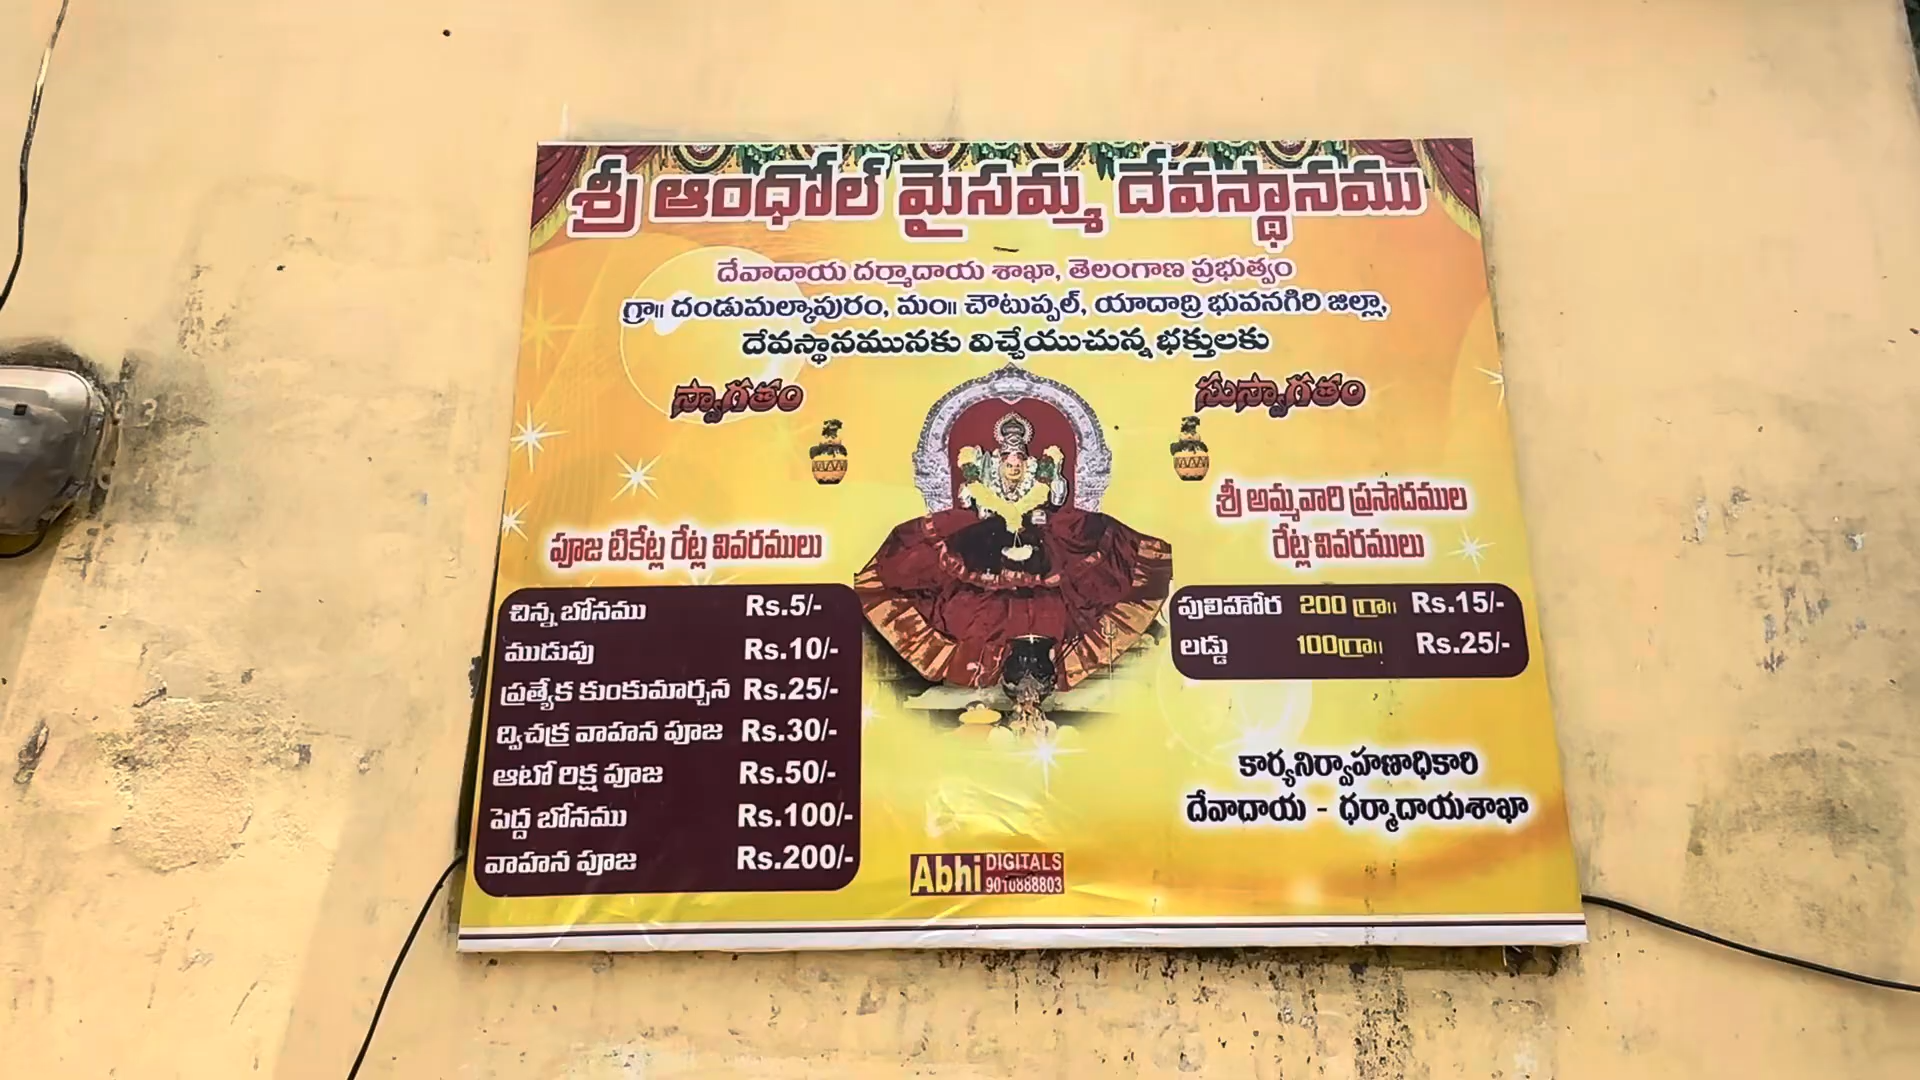 శ్రీ ఆంధోల్ మైసమ్మ దేవస్థానము
దేవాదాయ దర్మాదాయ శాఖా, తెలంగాణ ప్రభుత్వం
గ్రా॥ దండుమల్కాపురం, మం॥ చౌటుప్పల్, యాదాద్రి భువనగిరి జిల్లా,
దేవస్థానమునకు విచ్చేయుచున్న భక్తులకు
స్వాగతం సుస్వాగతం
పూజ టికేట్ల రేట్ల వివరములు
చిన్న బోనము Rs.5/-
ముడుపు Rs.10/-
ప్రత్యేక కుంకుమార్చన Rs.25/-
ద్విచక్ర వాహన పూజ Rs.30/-
ఆటో రిక్ష పూజ Rs.50/-
పెద్ద బోనము Rs.100/-
వాహన పూజ Rs.200/-
శ్రీ అమ్మవారి ప్రసాదముల
రేట్ల వివరములు
పులిహోర 200 గ్రా॥ Rs.15/-
లడ్డు 100గ్రా॥ Rs.25/-
కార్యనిర్వాహణాధికారి
దేవాదాయ - ధర్మాదాయశాఖా
Abhi DIGITALS
9010888803